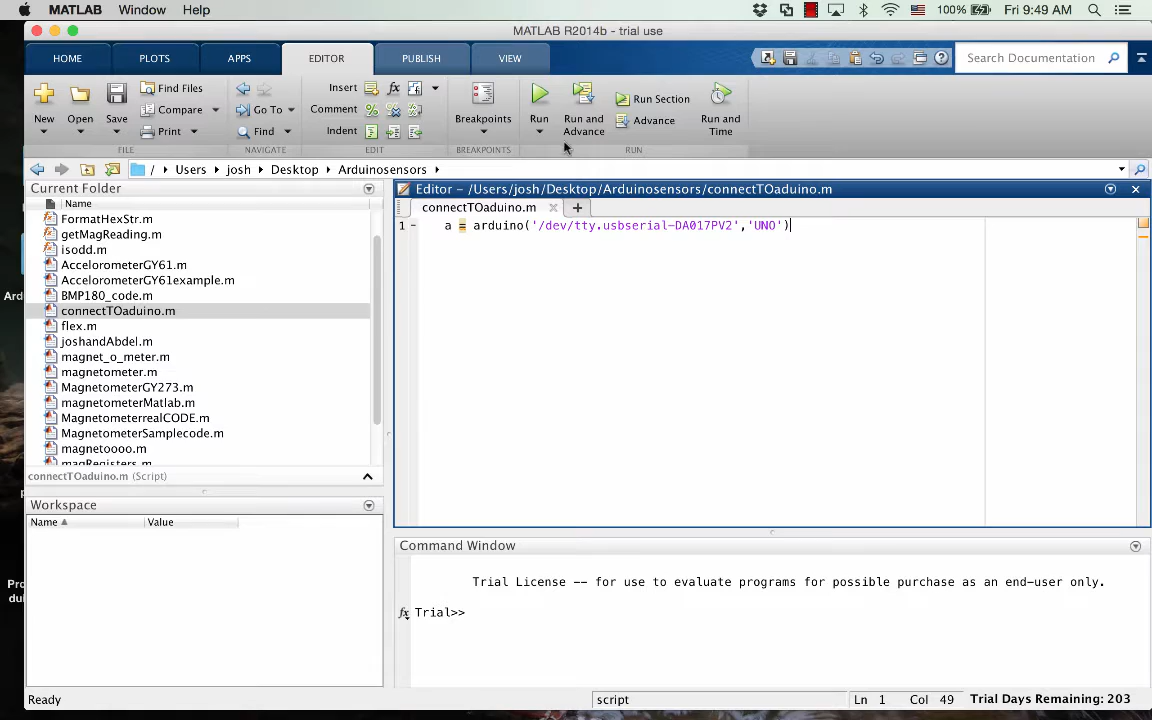 MATLAB Window Help 100% Fri 9:49 AM
MATLAB R2014b - trial use
HOME PLOTS APPS EDITOR PUBLISH VIEW Search Documentation
New Open Save Find Files Compare Print
FILE
Go To Find
NAVIGATE
Insert fx
Comment
Indent
EDIT
Breakpoints
BREAKPOINTS
Run
Run and
Advance
Run Section
Advance
Run and
Time
RUN
/ Users josh Desktop Arduinosensors
Current Folder
Name
FormatHexStr.m
getMagReading.m
isodd.m
AccelorometerGY61.m
AccelorometerGY61example.m
BMP180_code.m
connectTOaduino.m
flex.m
joshandAbdel.m
magnet_o_meter.m
magnetometer.m
MagnetometerGY273.m
magnetometerMatlab.m
MagnetometerrealCODE.m
MagnetometerSamplecode.m
magnetoooo.m
magRegisters.m
connectTOaduino.m (Script)
Workspace
Name Value
Editor - /Users/josh/Desktop/Arduinosensors/connectTOaduino.m
connectTOaduino.m
1 - a = arduino('/dev/tty.usbserial-DA017PV2','UNO')
Command Window
Trial License -- for use to evaluate programs for possible purchase as an end-user only.
fx Trial>>
Ready script Ln 1 Col 49 Trial Days Remaining: 203